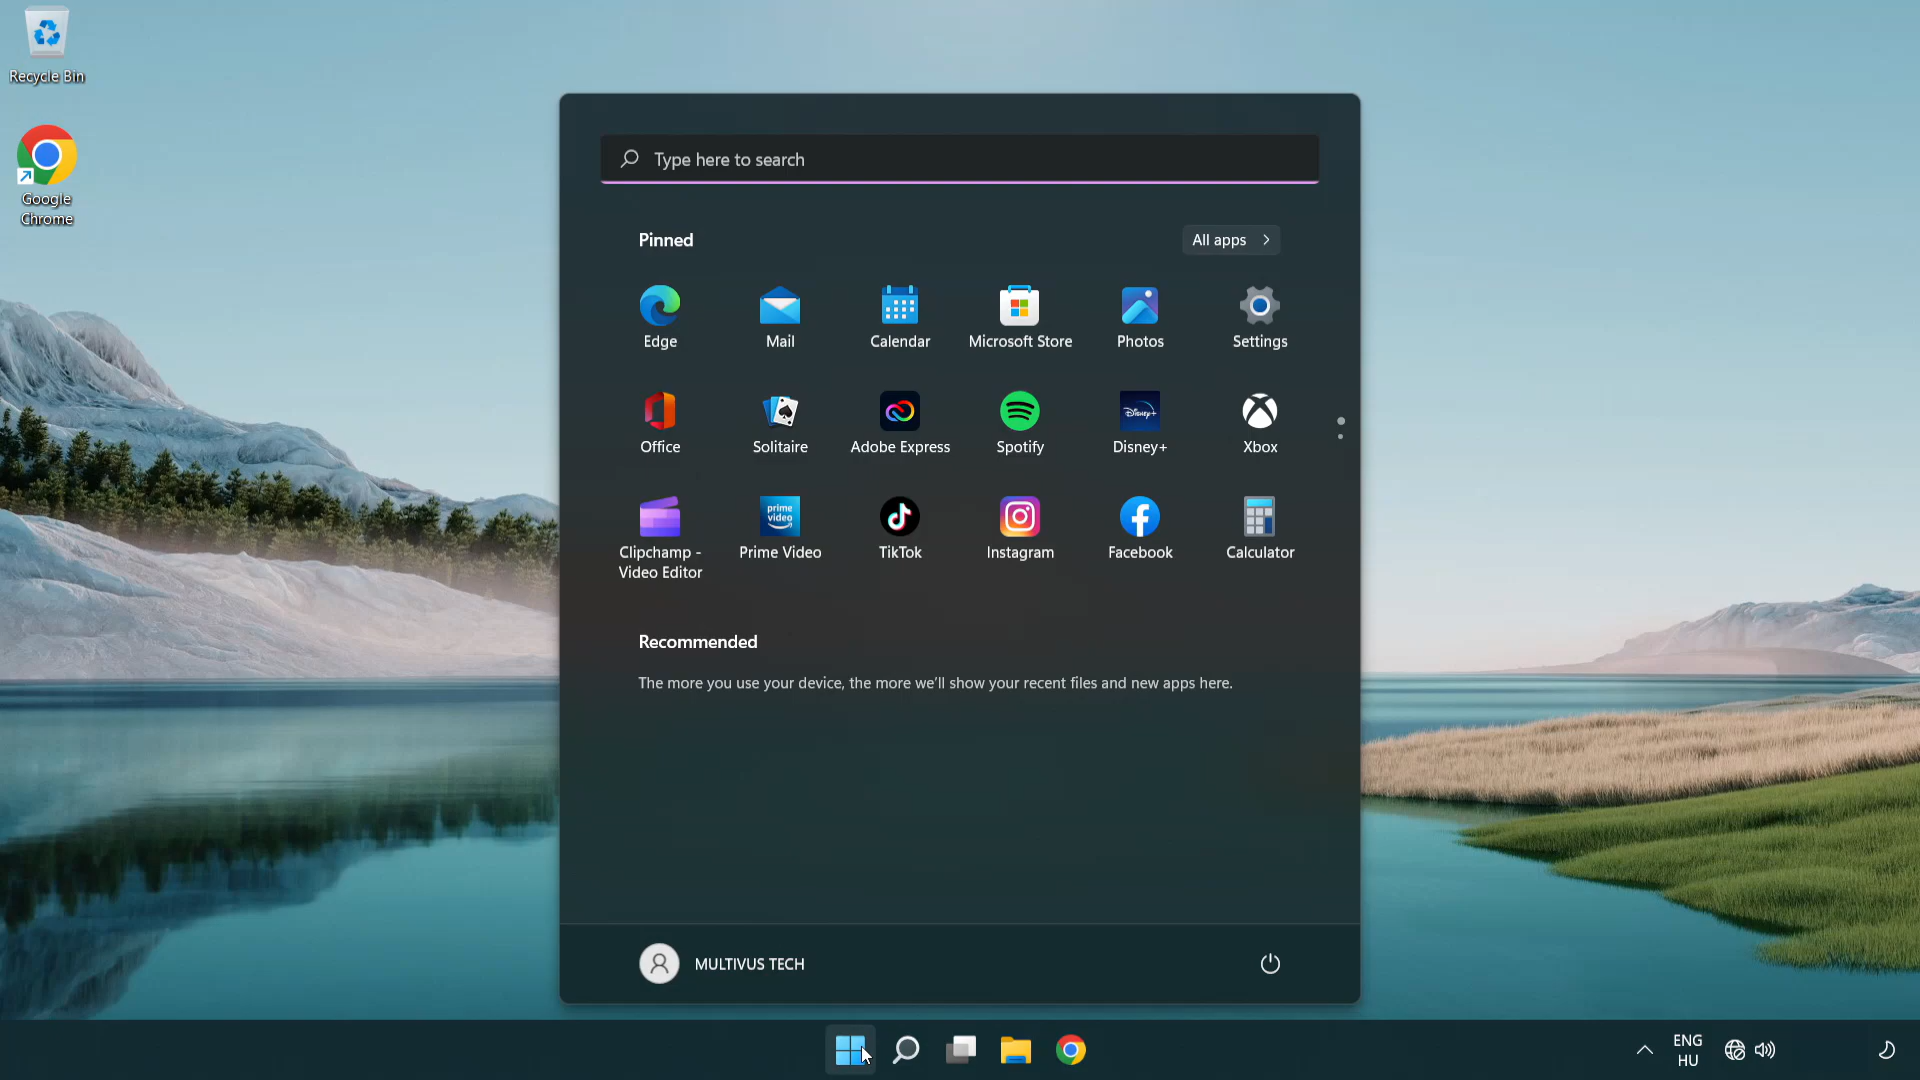 Recycle Bin
Google
Chrome
Type here to search
Pinned
All apps
Edge
Mail
Calendar
Microsoft Store
Photos
Settings
Office
Solitaire
Adobe Express
Disney+
Spotify
Disney+
Xbox
prime
video
Clipchamp -
Video Editor
Prime Video
TikTok
Instagram
Facebook
Calculator
Recommended
The more you use your device, the more we'll show your recent files and new apps here.
MULTIVUS TECH
ENG
HU